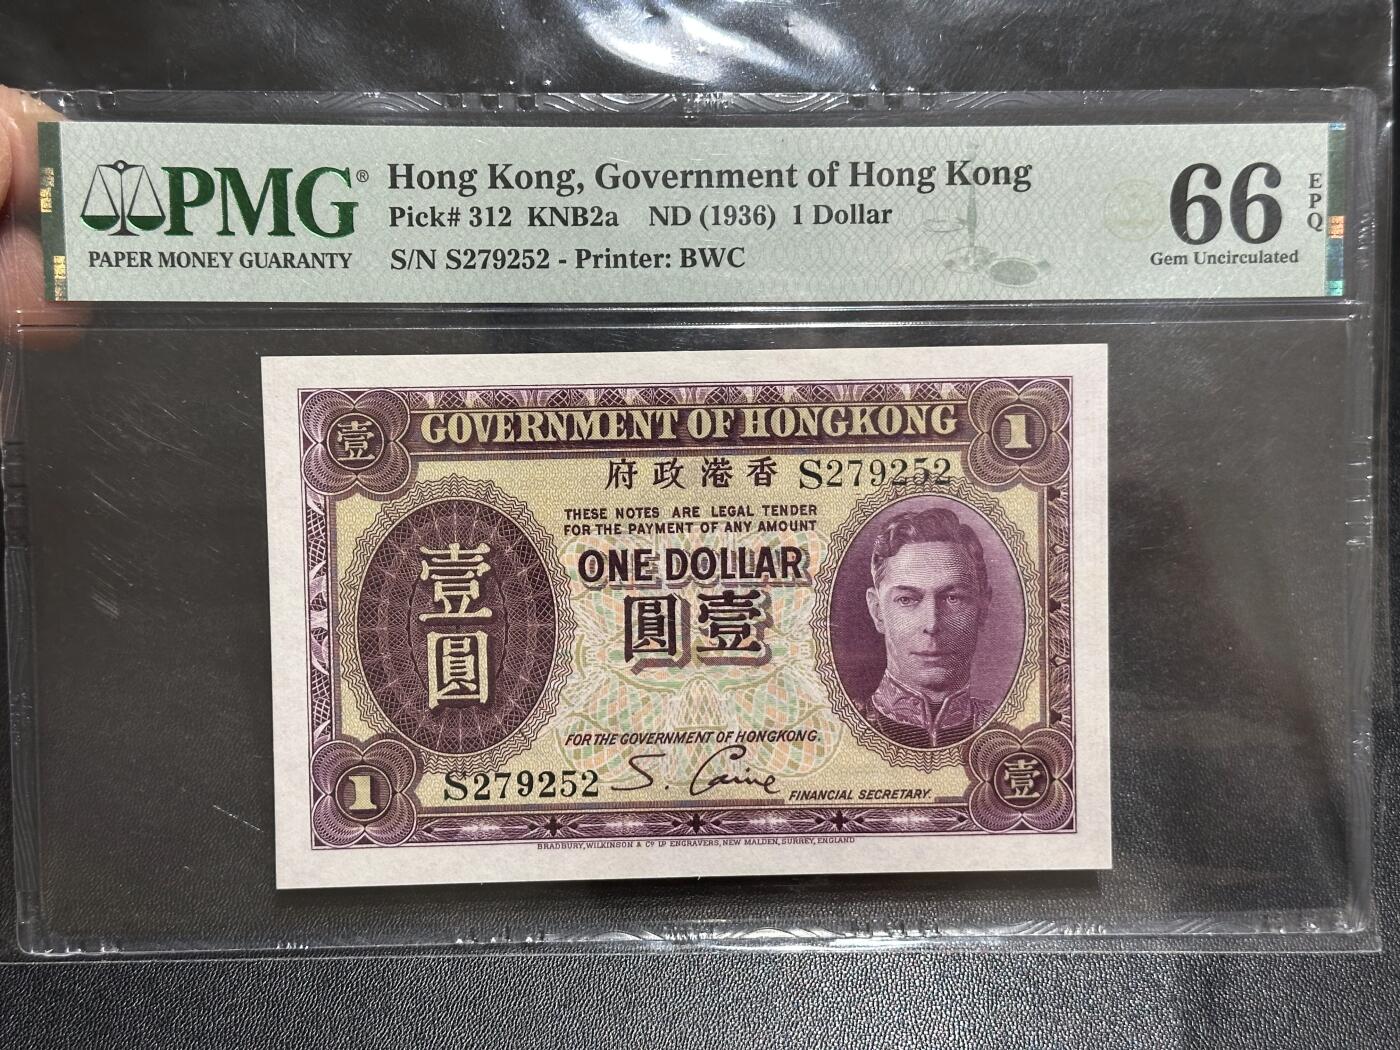 PMG®
PAPER MONEY GUARANTY
Hong Kong, Government of Hong Kong
Pick# 312 KNB2a ND (1936) 1 Dollar
S/N S279252 - Printer: BWC
66
EPQ
Gem Uncirculated
壹
GOVERNMENT OF HONGKONG
1
府政港香 S279252
THESE NOTES ARE LEGAL TENDER
FOR THE PAYMENT OF ANY AMOUNT
ONE DOLLAR
圓壹
壹圓
FOR THE GOVERNMENT OF HONGKONG.
1
S279252
S. Caine
FINANCIAL SECRETARY.
壹
BRADBURY, WILKINSON & Cº Lᴰ ENGRAVERS, NEW MALDEN, SURREY, ENGLAND